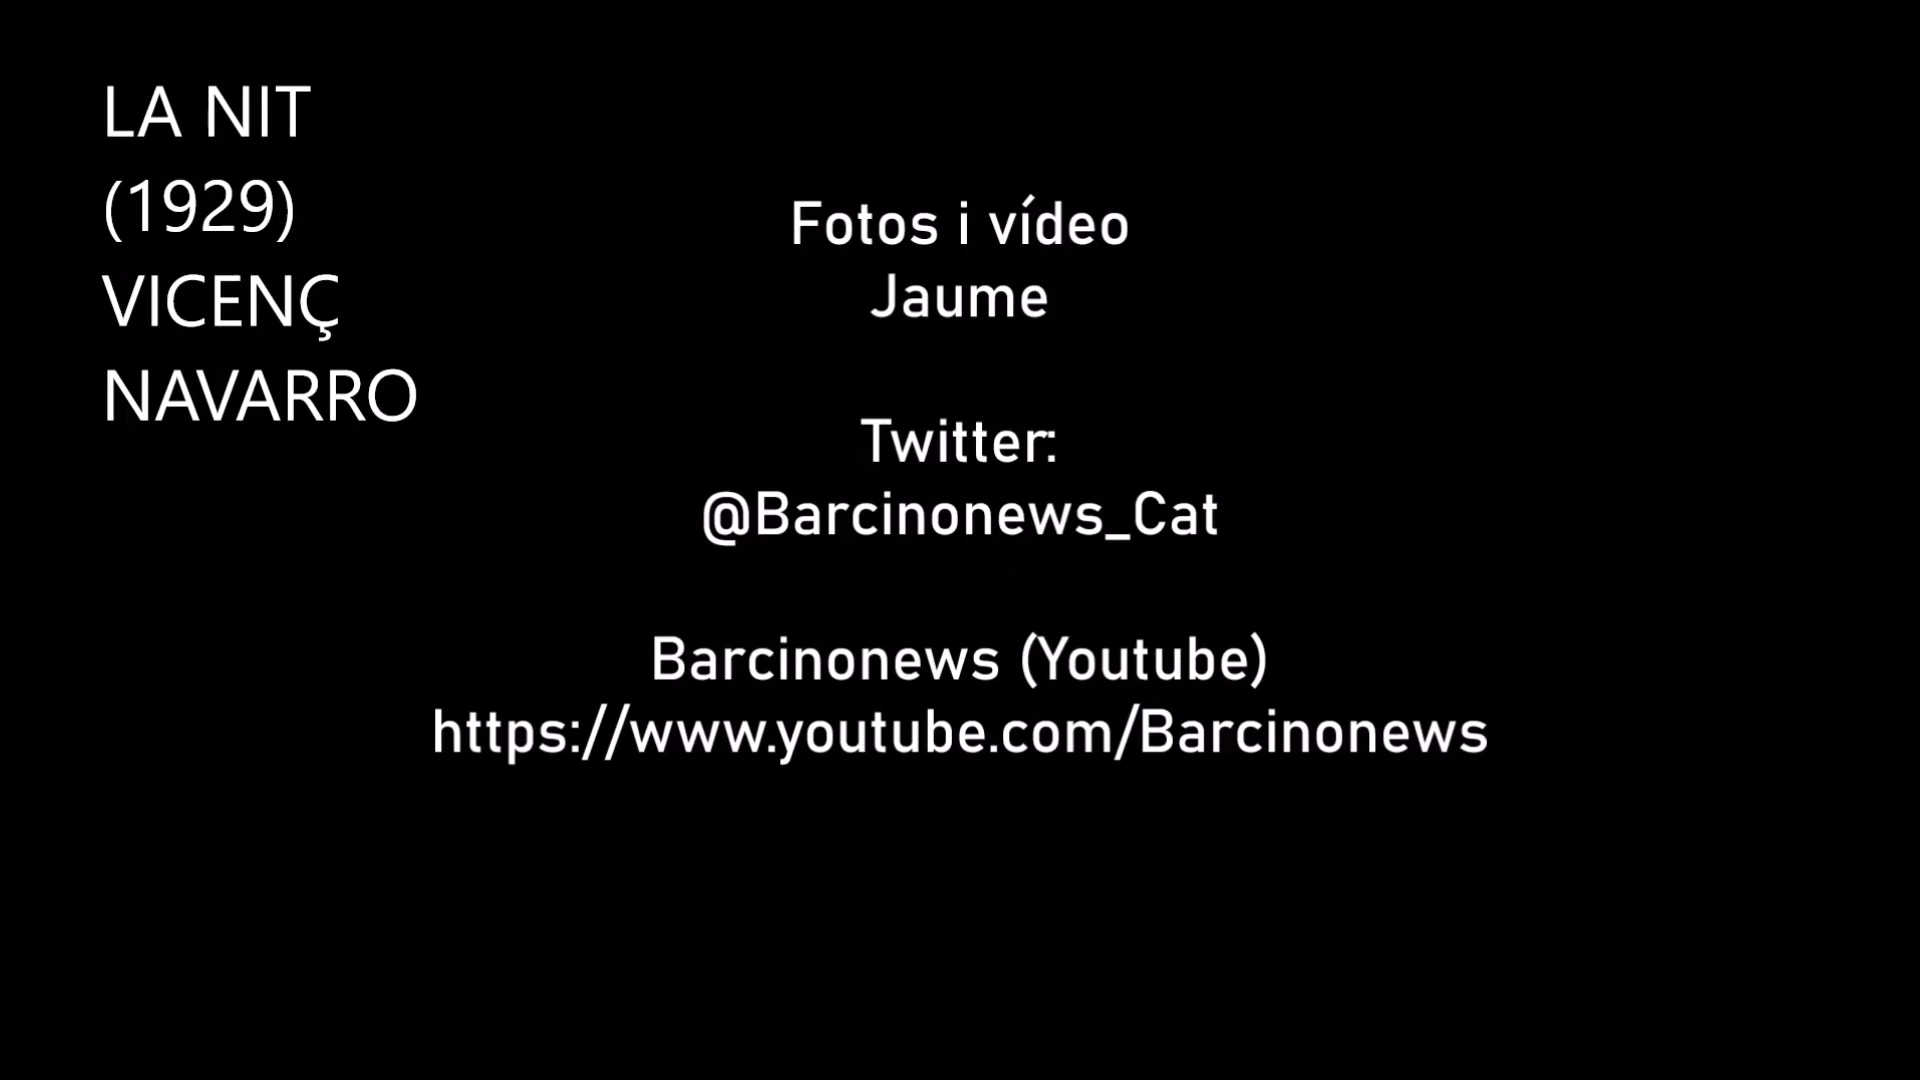 LA NIT
(1929)
VICENÇ
NAVARRO
Fotos i vídeo
Jaume
Twitter:
@Barcinonews_Cat
Barcinonews (Youtube)
https://www.youtube.com/Barcinonews